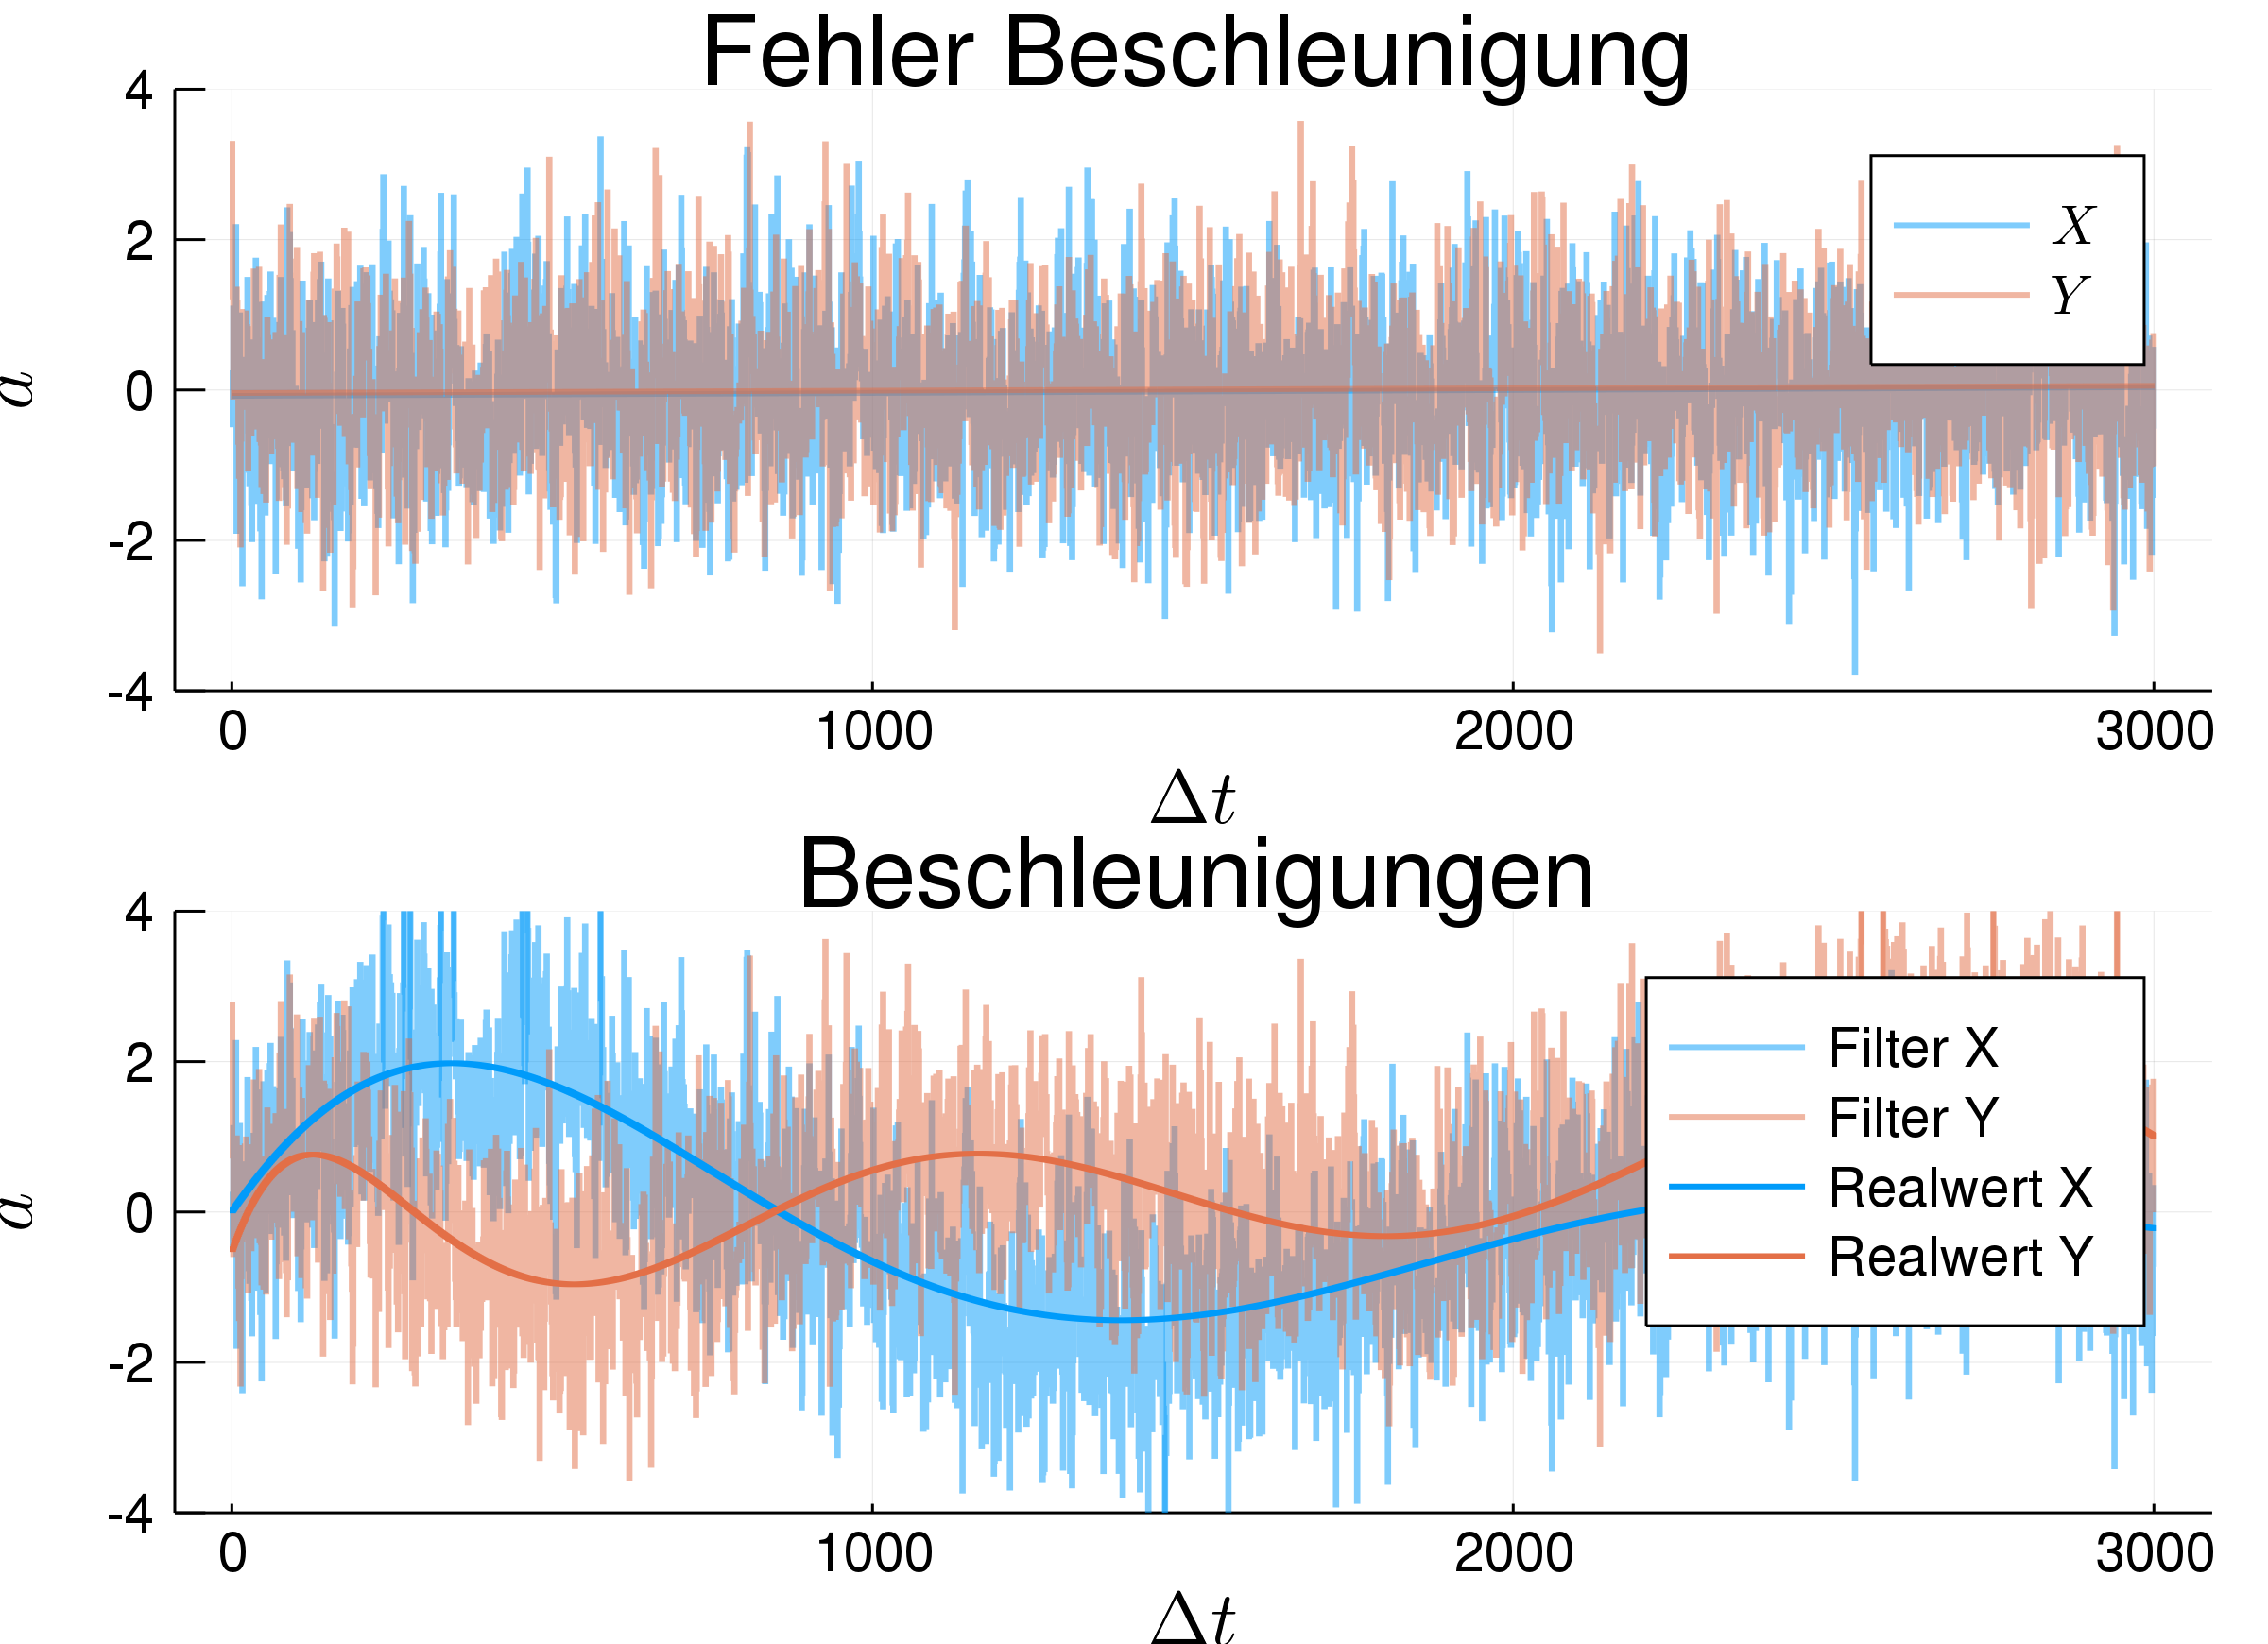 Fehler Beschleunigung
4
2
0
-2
-4
a
X
Y
0 1000 2000 3000
Δt
Beschleunigungen
4
2
0
-2
-4
a
Filter X
Filter Y
Realwert X
Realwert Y
0 1000 2000 3000
Δt